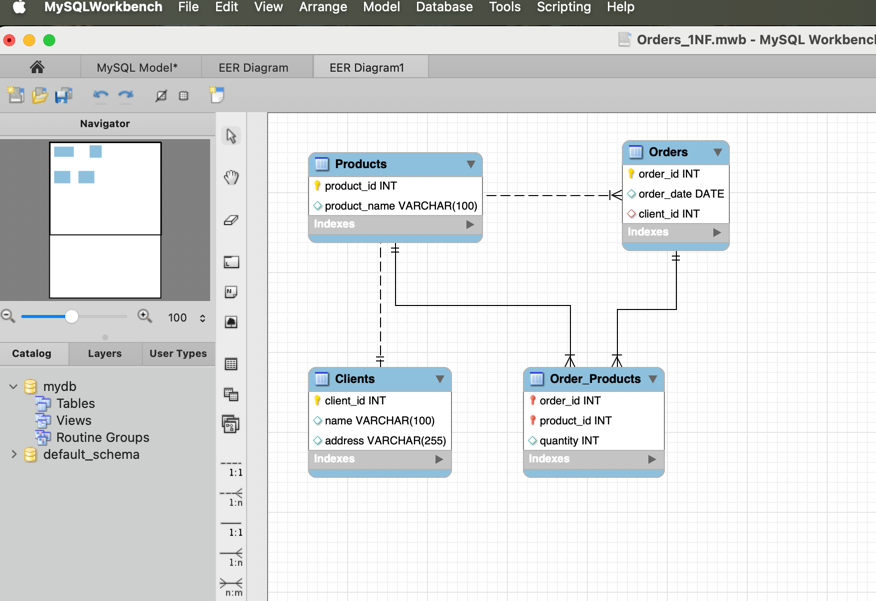 MySQLWorkbench File Edit View Arrange Model Database Tools Scripting Help
Orders_1NF.mwb - MySQL Workbench
MySQL Model* EER Diagram EER Diagram1
Navigator
100
Catalog Layers User Types
mydb
Tables
Views
Routine Groups
default_schema
1:1
1:n
1:1
1:n
n:m
Products
product_id INT
product_name VARCHAR(100)
Indexes
Orders
order_id INT
order_date DATE
client_id INT
Indexes
Clients
client_id INT
name VARCHAR(100)
address VARCHAR(255)
Indexes
Order_Products
order_id INT
product_id INT
quantity INT
Indexes